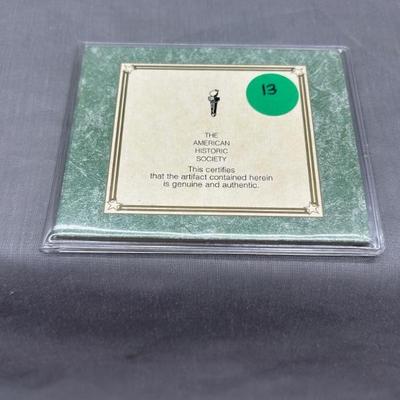 13
THE
AMERICAN
HISTORIC
SOCIETY
This certifies
that the artifact contained herein
is genuine and authentic.